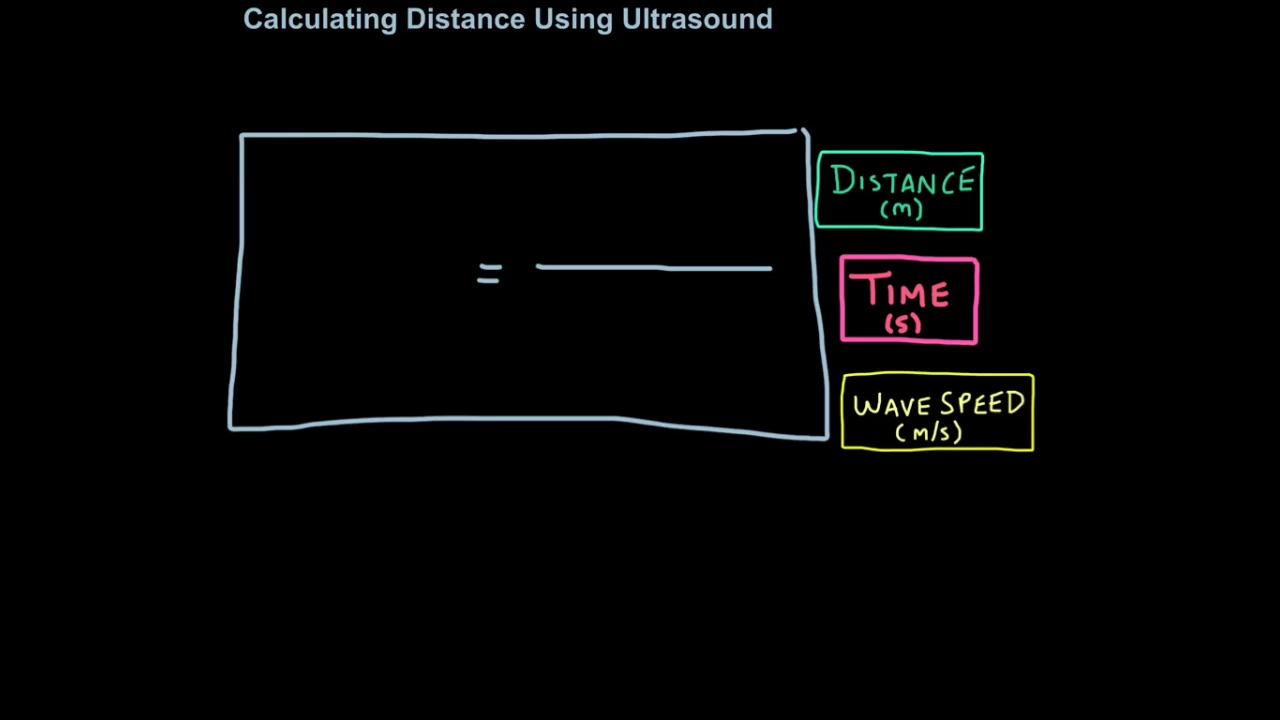 Calculating Distance Using Ultrasound
DISTANCE
(m)
=
TIME
(s)
WAVE SPEED
(m/s)